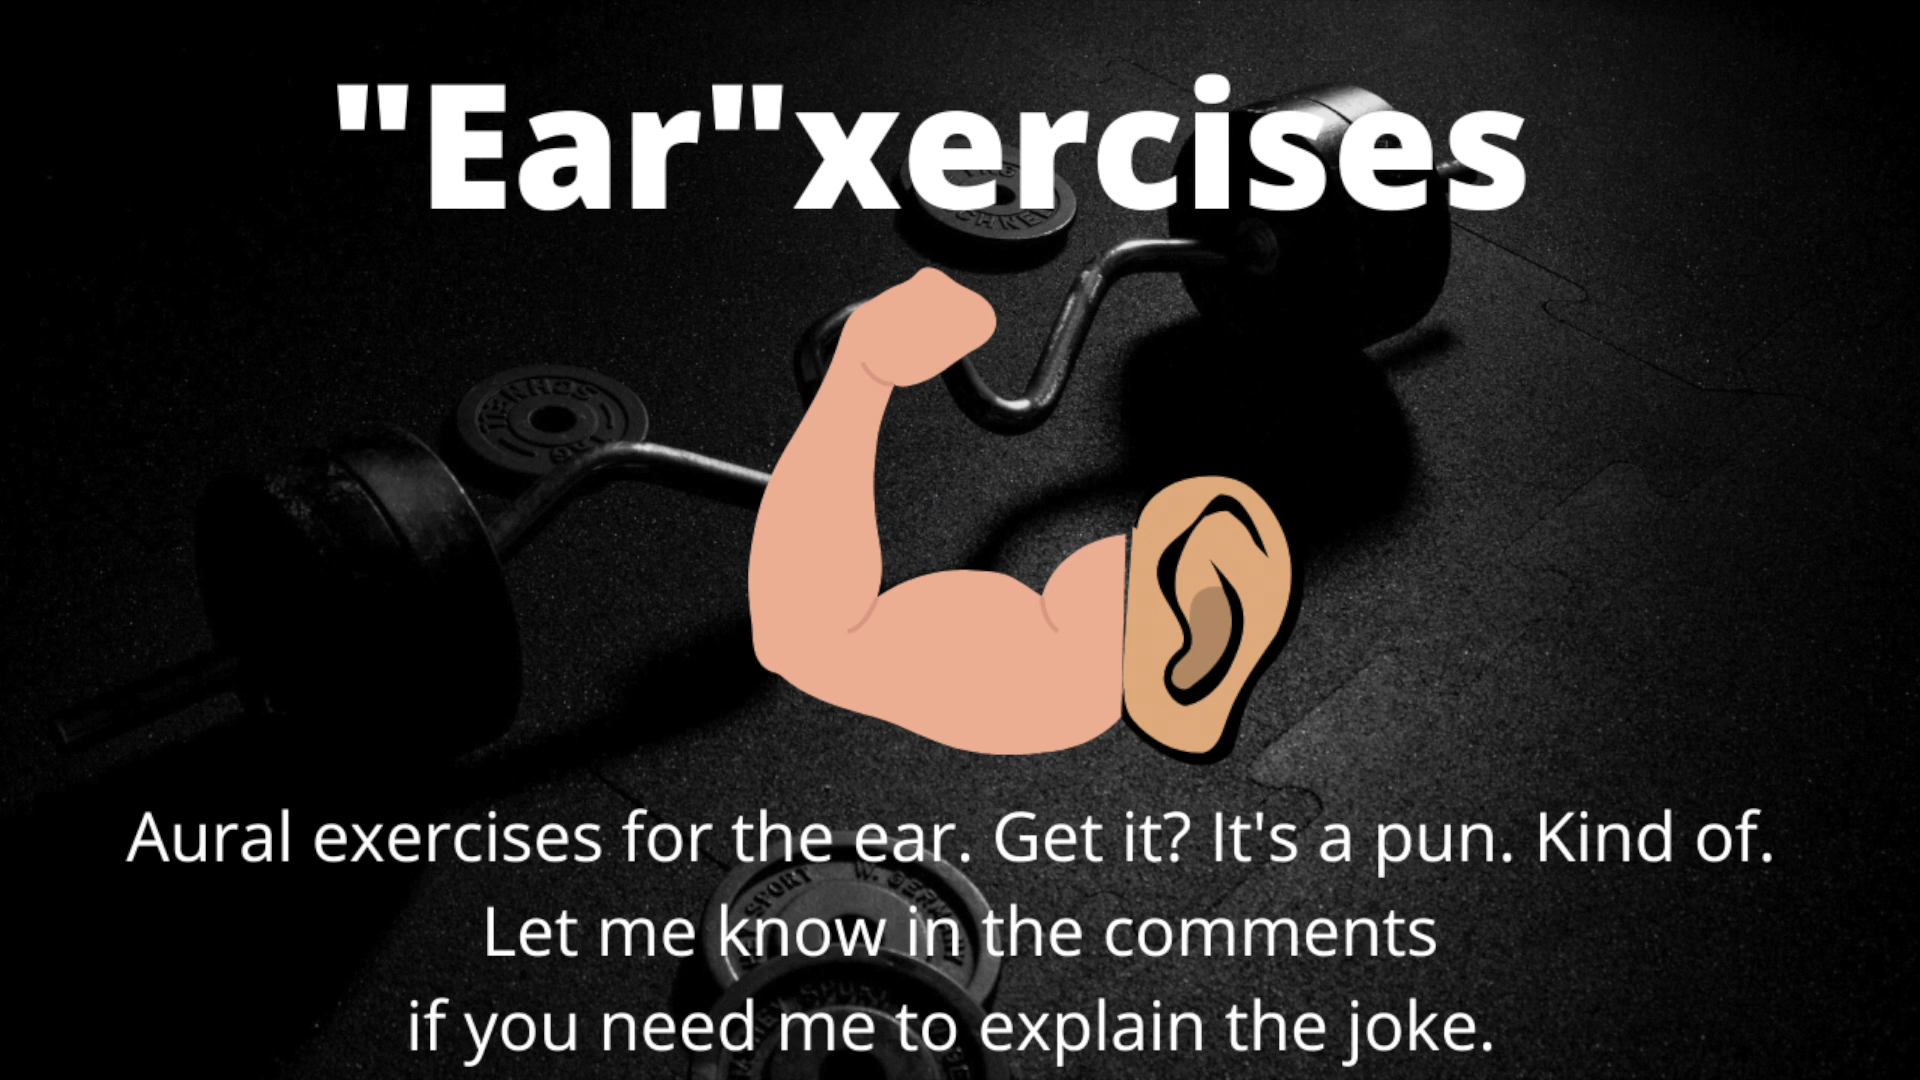 "Ear"xercises
Aural exercises for the ear. Get it? It's a pun. Kind of.
Let me know in the comments
if you need me to explain the joke.